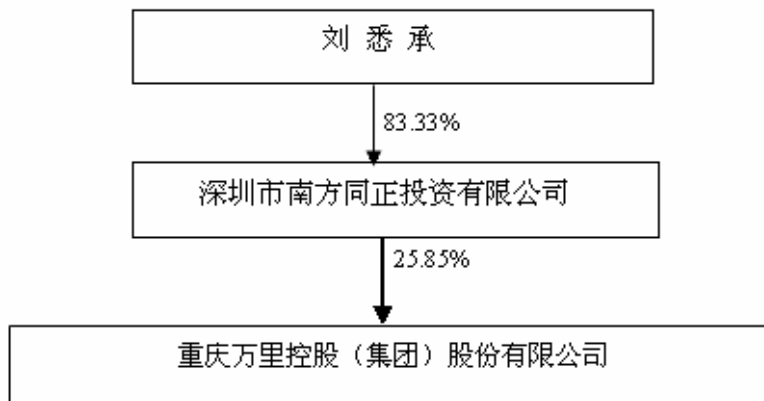 刘 悉 承
83.33%
深圳市南方同正投资有限公司
25.85%
重庆万里控股（集团）股份有限公司